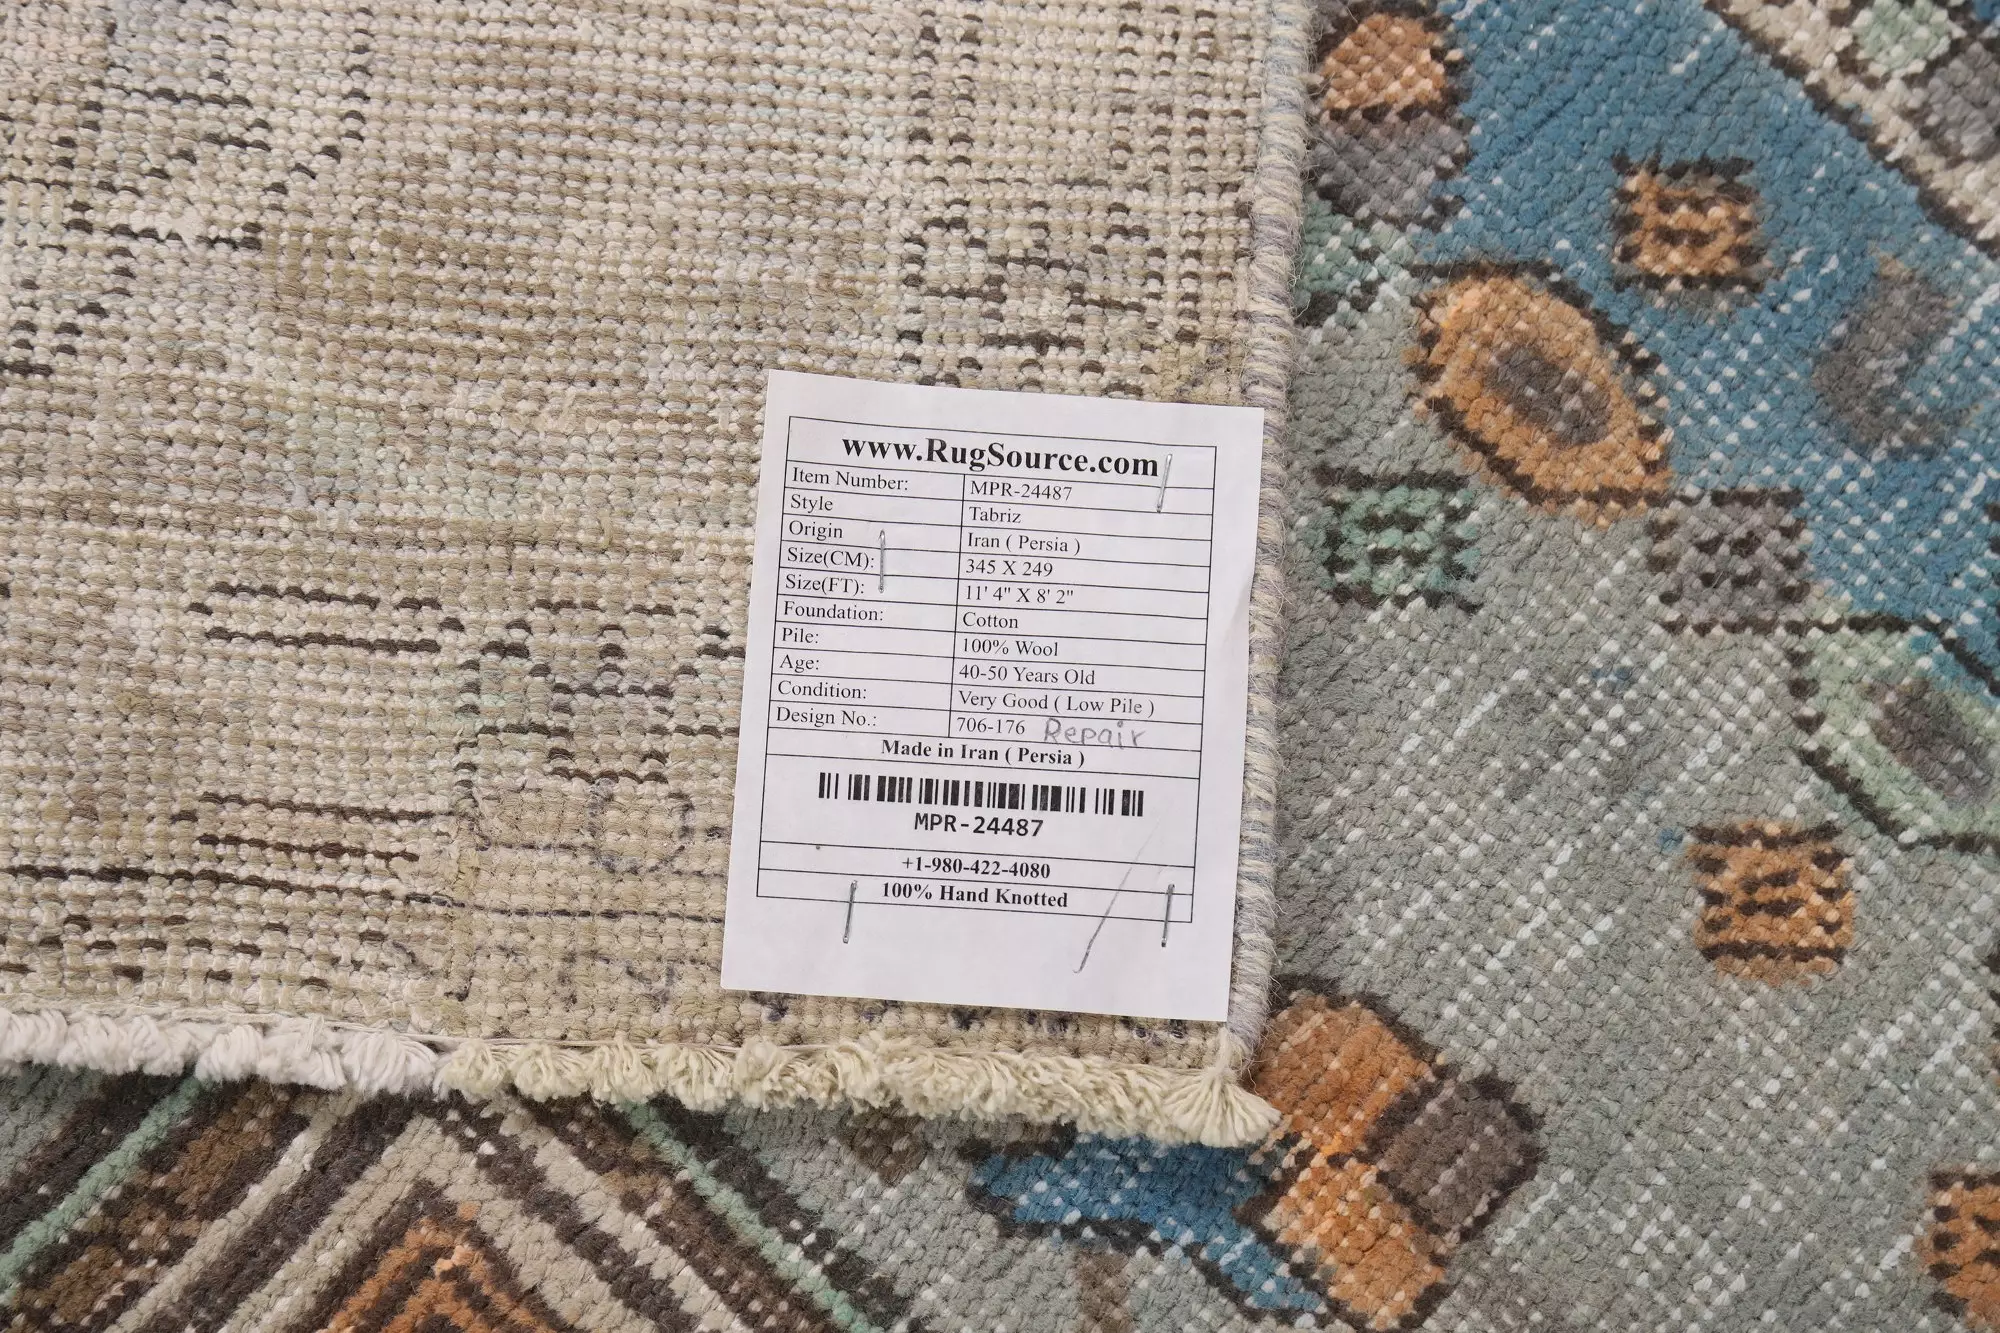 www.RugSource.com
Item Number: MPR-24487
Style Tabriz
Origin Iran ( Persia )
Size(CM): 345 X 249
Size(FT): 11' 4" X 8' 2"
Foundation: Cotton
Pile: 100% Wool
Age: 40-50 Years Old
Condition: Very Good ( Low Pile )
Design No.: 706-176 Repair
Made in Iran ( Persia )
MPR-24487
+1-980-422-4080
100% Hand Knotted